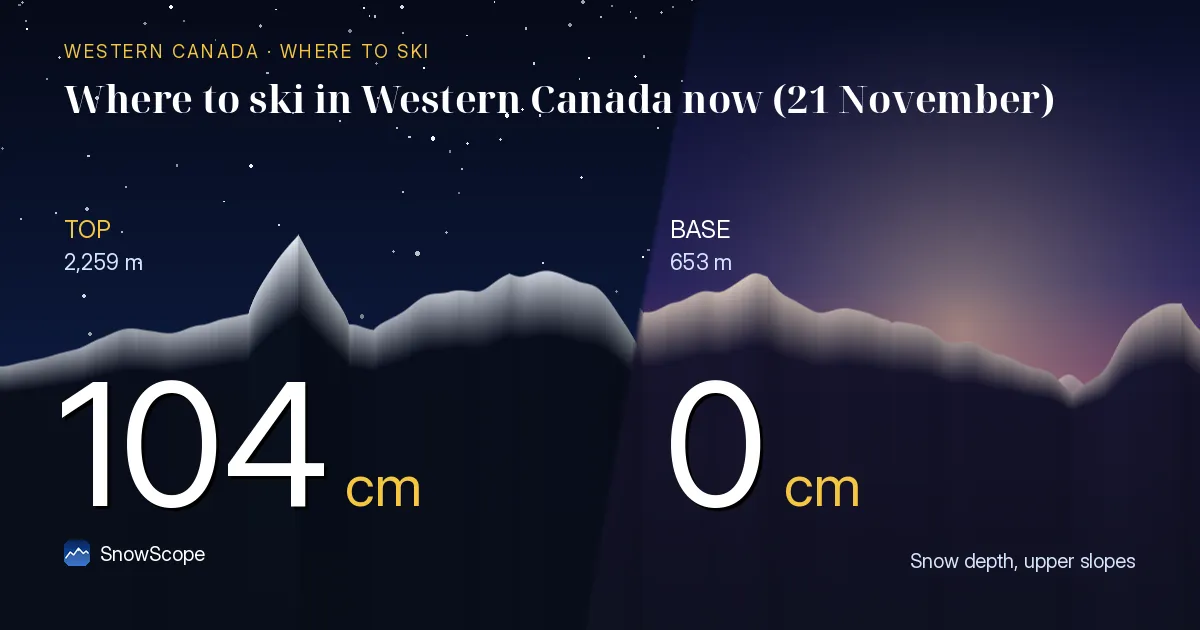 WESTERN CANADA · WHERE TO SKI
Where to ski in Western Canada now (21 November)
TOP
2,259 m
104 cm
BASE
653 m
0 cm
SnowScope
Snow depth, upper slopes